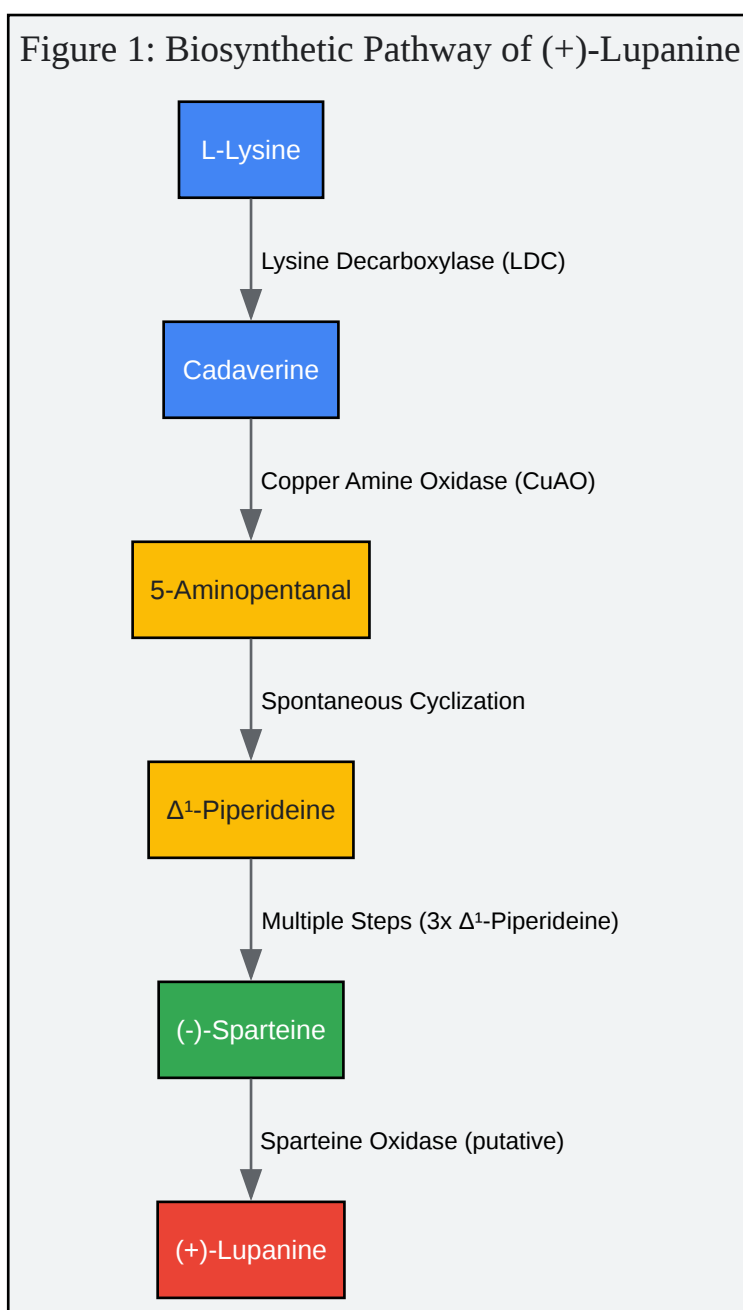 Figure 1: Biosynthetic Pathway of (+)-Lupanine
L-Lysine
Lysine Decarboxylase (LDC)
Cadaverine
Copper Amine Oxidase (CuAO)
5-Aminopentanal
Spontaneous Cyclization
Δ¹-Piperideine
Multiple Steps (3x Δ¹-Piperideine)
(-)-Sparteine
Sparteine Oxidase (putative)
(+)-Lupanine